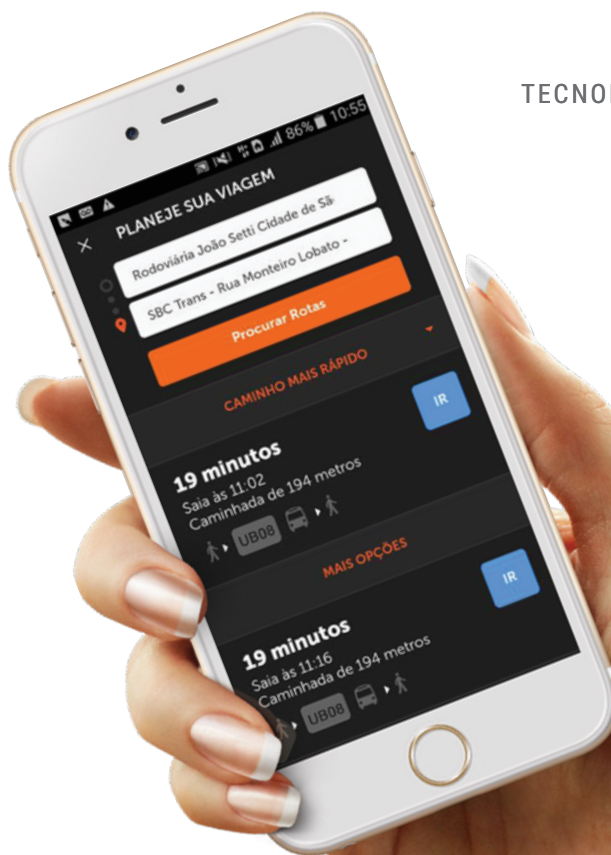 TECNO
86% 10:55
PLANEJE SUA VIAGEM
Rodoviária João Setti Cidade de Sã
SBC Trans - Rua Monteiro Lobato -
Procurar Rotas
CAMINHO MAIS RÁPIDO
19 minutos
IR
Saia às 11:02
Caminhada de 194 metros
UB08
MAIS OPÇÕES
19 minutos
IR
Saia às 11:16
Caminhada de 194 metros
UB08